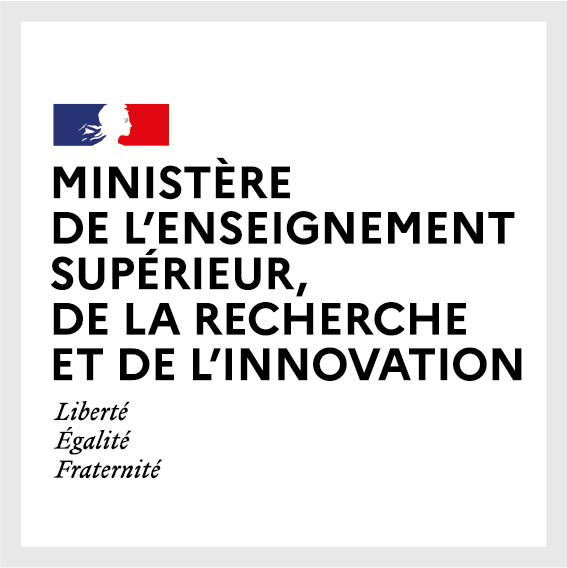 MINISTÈRE
DE L’ENSEIGNEMENT
SUPÉRIEUR,
DE LA RECHERCHE
ET DE L’INNOVATION
Liberté
Égalité
Fraternité